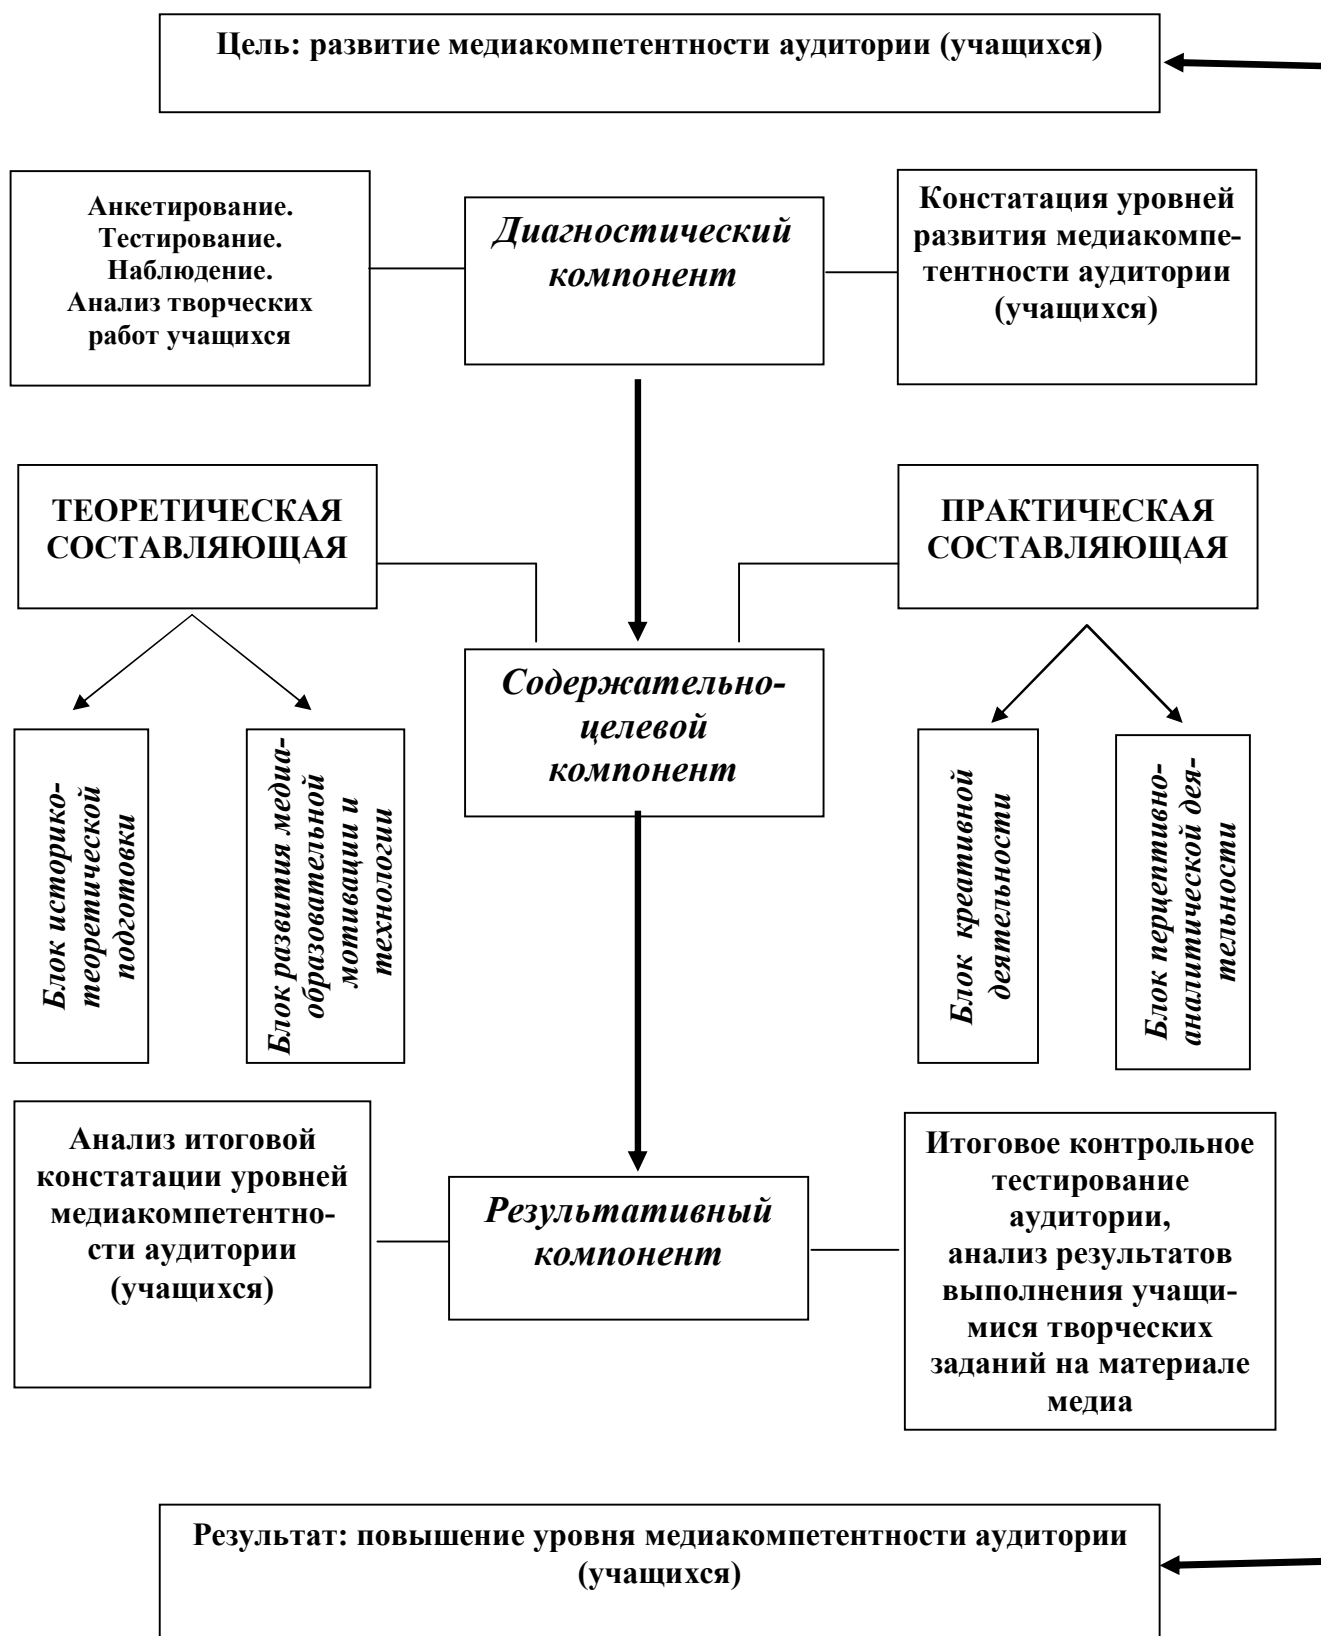 Цель: развитие медиакомпетентности аудитории (учащихся)
Анкетирование.
Тестирование.
Наблюдение.
Анализ творческих
работ учащихся
Диагностический
компонент
Констатация уровней
развития медиакомпе-
тентности аудитории
(учащихся)
ТЕОРЕТИЧЕСКАЯ
СОСТАВЛЯЮЩАЯ
ПРАКТИЧЕСКАЯ
СОСТАВЛЯЮЩАЯ
Содержательно-
целевой
компонент
Блок историко-
теоретической
подготовки
Блок развития медиа-
образовательной
мотивации и
технологии
Блок креативной
деятельности
Блок перцептивно-
аналитической дея-
тельности
Анализ итоговой
констатации уровней
медиакомпетентно-
сти аудитории
(учащихся)
Результативный
компонент
Итоговое контрольное
тестирование
аудитории,
анализ результатов
выполнения учащи-
мися творческих
заданий на материале
медиа
Результат: повышение уровня медиакомпетентности аудитории
(учащихся)